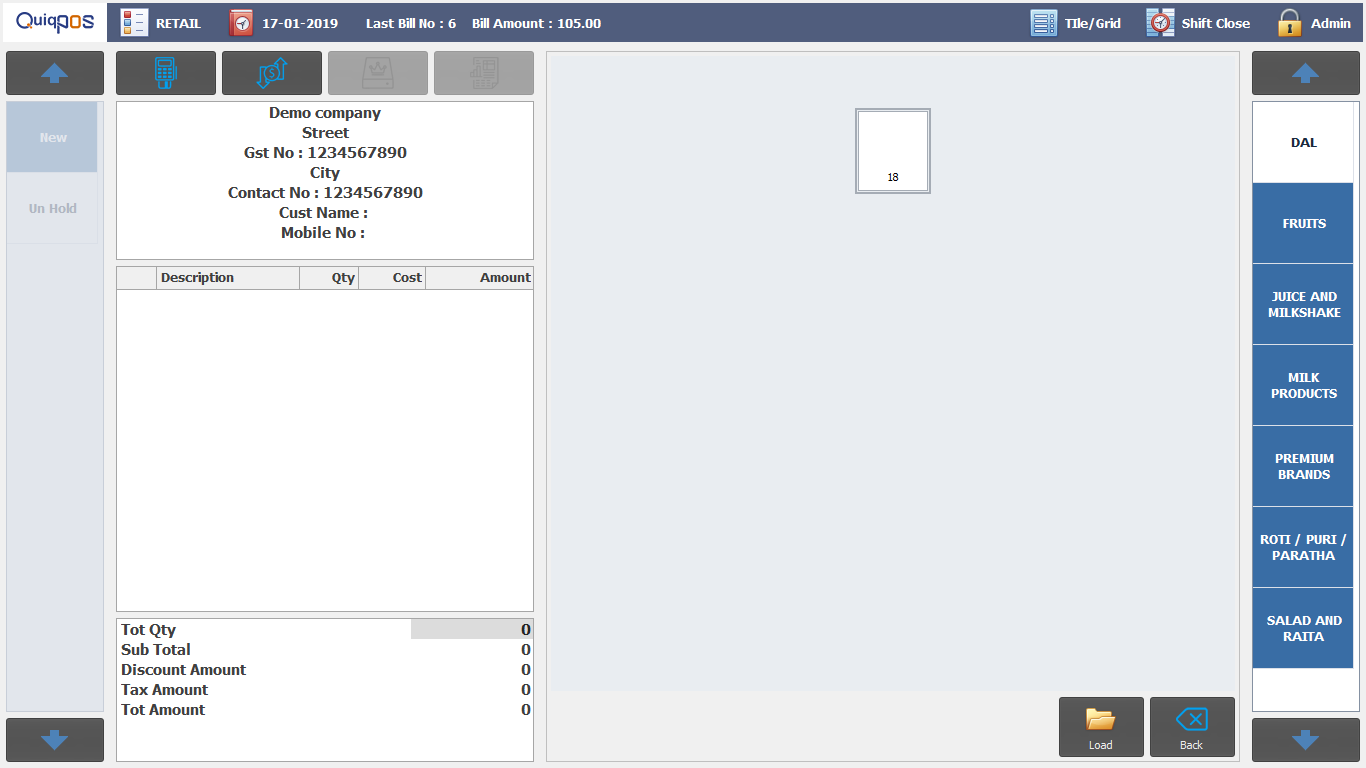 QuiqPOS
RETAIL
17-01-2019
Last Bill No : 6
Bill Amount : 105.00
TIle/Grid
Shift Close
Admin
New
Un Hold
Demo company
Street
Gst No : 1234567890
City
Contact No : 1234567890
Cust Name :
Mobile No :
Description Qty Cost Amount
Tot Qty 0
Sub Total 0
Discount Amount 0
Tax Amount 0
Tot Amount 0
18
Load
Back
DAL
FRUITS
JUICE AND
MILKSHAKE
MILK
PRODUCTS
PREMIUM
BRANDS
ROTI / PURI /
PARATHA
SALAD AND
RAITA